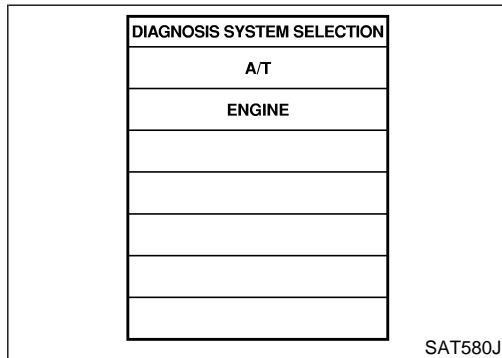 DIAGNOSIS SYSTEM SELECTION
A/T
ENGINE
SAT580J